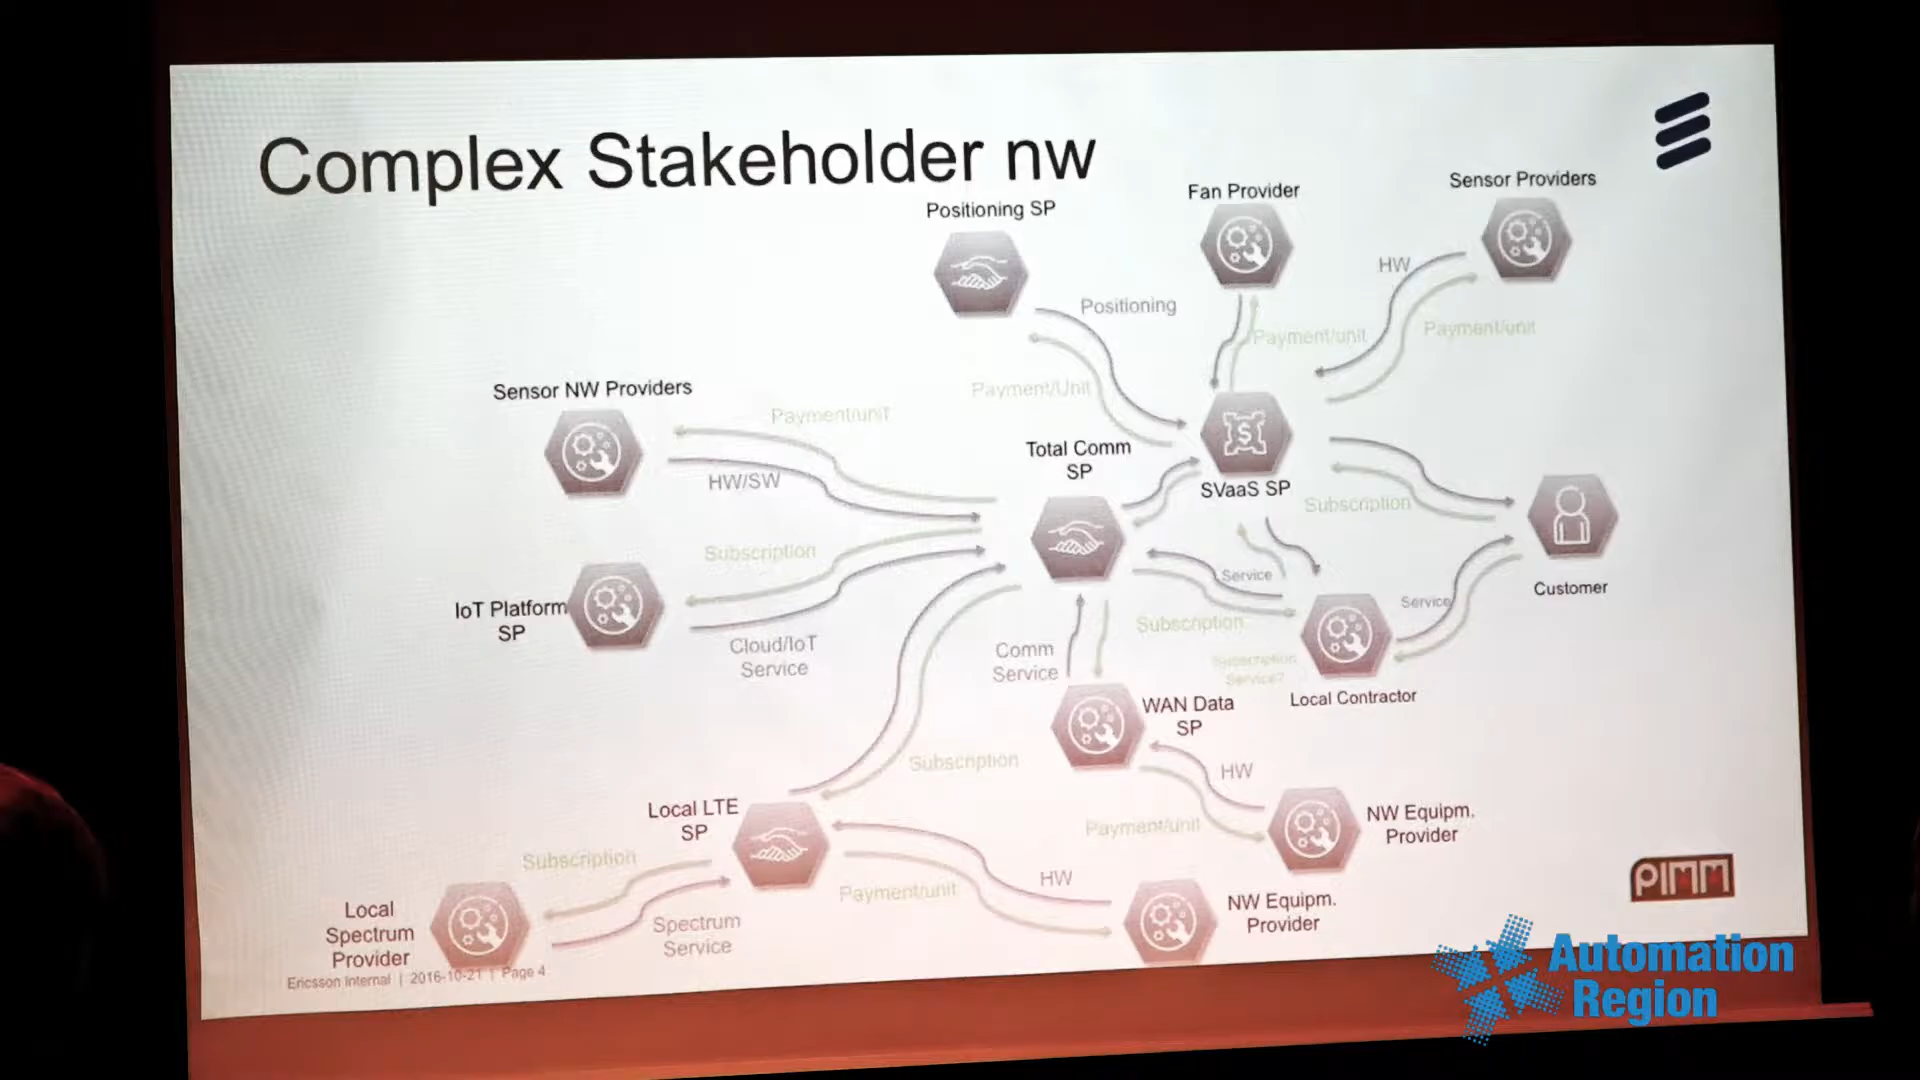 Complex Stakeholder nw
Positioning SP
Fan Provider
Sensor Providers
HW
Positioning
Payment/unit
Payment/unit
Sensor NW Providers
Payment/unit
Payment/Unit
HW/SW
Total Comm
SP
SVaaS SP
Subscription
Subscription
Service
Customer
IoT Platform
SP
Cloud/IoT
Service
Comm
Service
Subscription
Service
Subscription
Service?
Local Contractor
WAN Data
SP
Subscription
HW
Local LTE
SP
Payment/unit
NW Equipm.
Provider
Subscription
Payment/unit
HW
NW Equipm.
Provider
Local
Spectrum
Provider
Spectrum
Service
Ericsson Internal | 2016-10-21 | Page 4
PIMM
Automation
Region